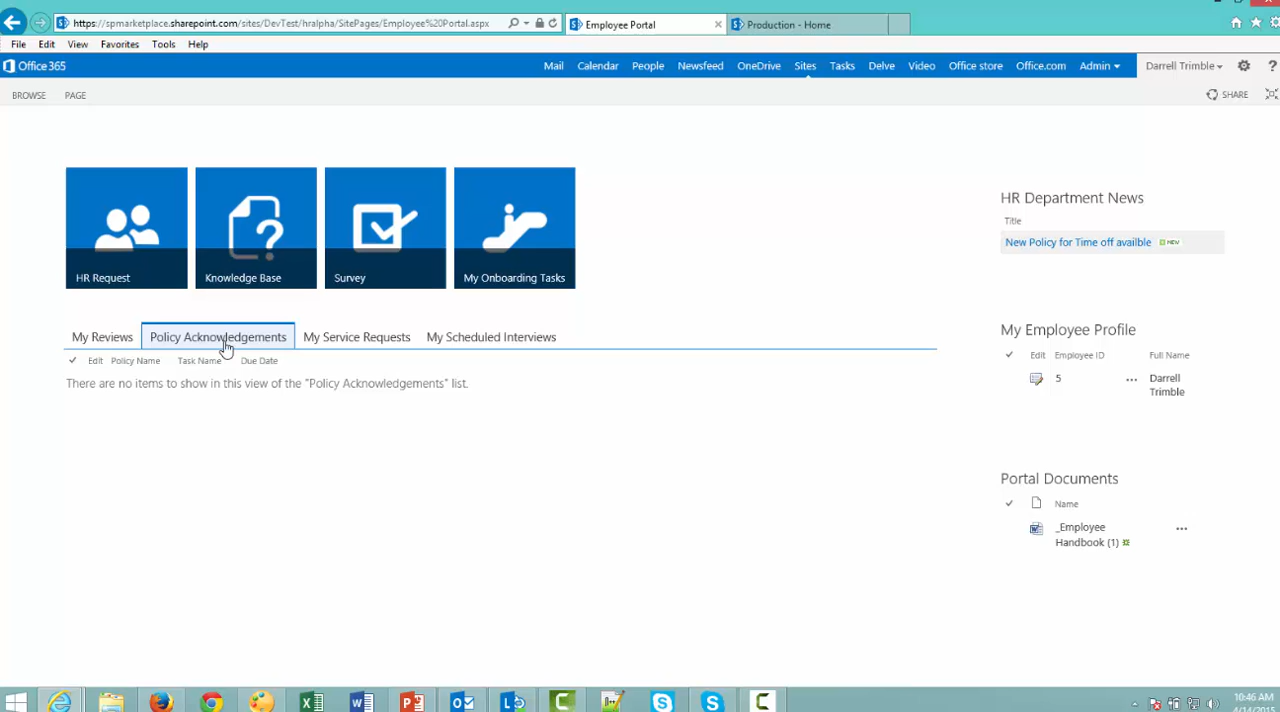 https://spmarketplace.sharepoint.com/sites/DevTest/hralpha/SitePages/Employee%20Portal.aspx
Employee Portal
Production - Home
File Edit View Favorites Tools Help
Office 365
Mail Calendar People Newsfeed OneDrive Sites Tasks Delve Video Office store Office.com Admin Darrell Trimble ?
BROWSE PAGE
SHARE
HR Request
Knowledge Base
Survey
My Onboarding Tasks
My Reviews Policy Acknowledgements My Service Requests My Scheduled Interviews
Edit Policy Name Task Name Due Date
There are no items to show in this view of the "Policy Acknowledgements" list.
HR Department News
Title
New Policy for Time off availble NEW
My Employee Profile
Edit Employee ID Full Name
5 ... Darrell
Trimble
Portal Documents
Name
_Employee
Handbook (1) ...
10:46 AM
4/14/2015